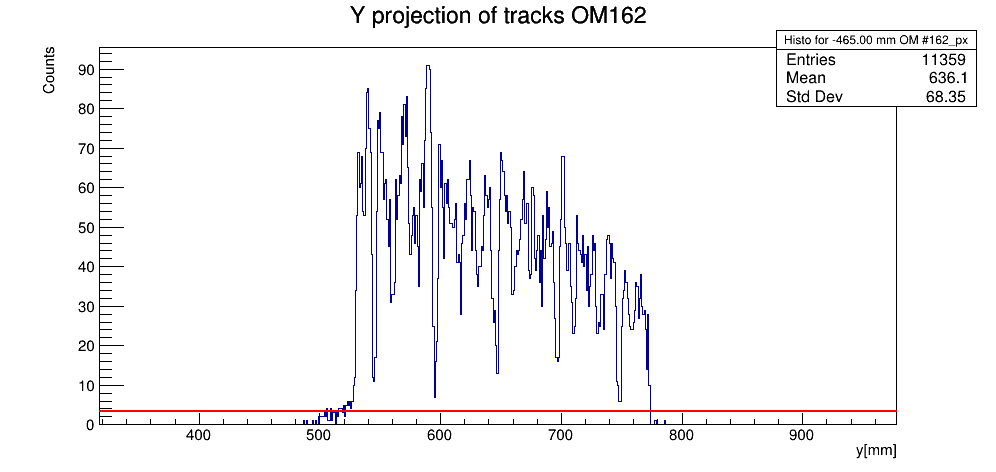 Y projection of tracks OM162
Histo for -465.00 mm OM #162_px
Entries 11359
Mean 636.1
Std Dev 68.35
Counts
90
80
70
60
50
40
30
20
10
0
400 500 600 700 800 900
y[mm]